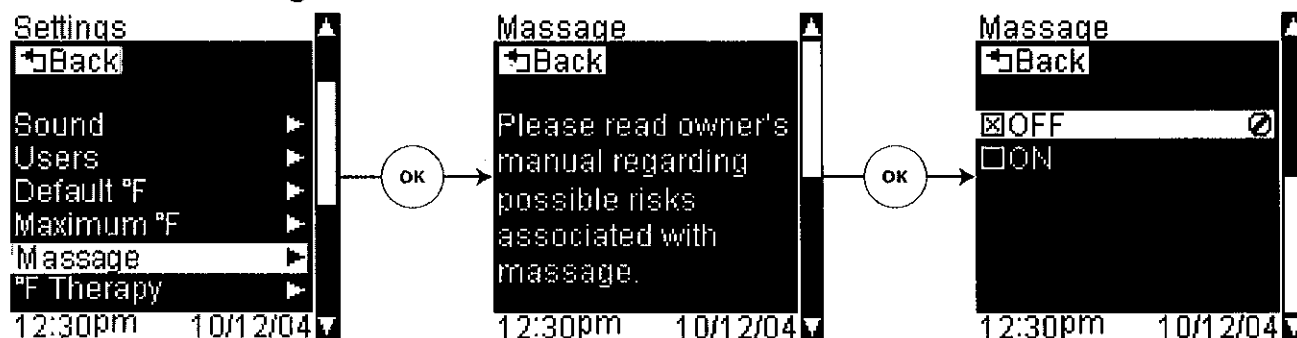 Settings
Back
Sound
Users
Default °F
Maximum °F
Massage
°F Therapy
12:30pm 10/12/04
OK
Massage
Back
Please read owner's
manual regarding
possible risks
associated with
massage.
12:30pm 10/12/04
OK
Massage
Back
OFF
ON
12:30pm 10/12/04